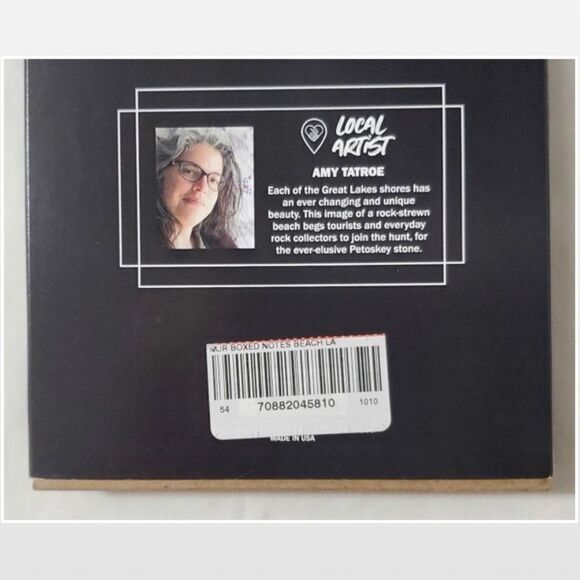 LOCAL
ARTIST
AMY TATROE
Each of the Great Lakes shores has
an ever changing and unique
beauty. This image of a rock-strewn
beach begs tourists and everyday
rock collectors to join the hunt, for
the ever-elusive Petoskey stone.
MJR BOXED NOTES BEACH LA
54 70882045810 1010
MADE IN USA